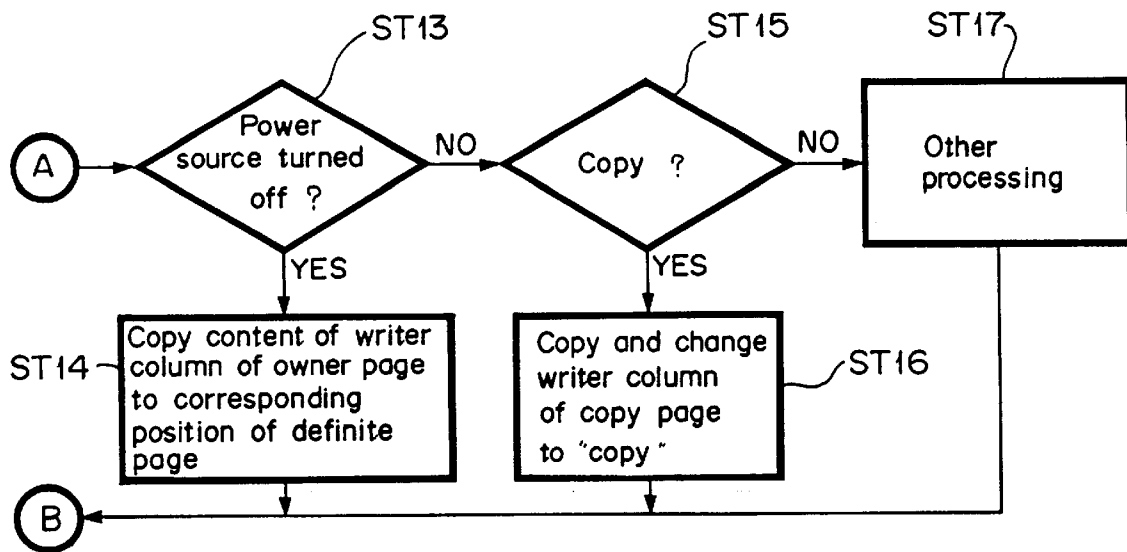 ST13
ST15
ST17
A
Power
source turned
off ?
NO
Copy ?
NO
Other
processing
YES
YES
ST14
Copy content of writer
column of owner page
to corresponding
position of definite
page
Copy and change
writer column
of copy page
to "copy"
ST16
B